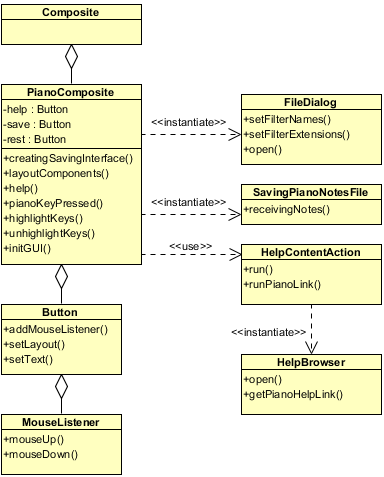 Composite
PianoComposite
-help : Button
-save : Button
-rest : Button
+creatingSavingInterface()
+layoutComponents()
+help()
+pianoKeyPressed()
+highlightKeys()
+unhighlightKeys()
+initGUI()
<<instantiate>>
FileDialog
+setFilterNames()
+setFilterExtensions()
+open()
<<instantiate>>
SavingPianoNotesFile
+receivingNotes()
<<use>>
HelpContentAction
+run()
+runPianoLink()
<<instantiate>>
HelpBrowser
+open()
+getPianoHelpLink()
Button
+addMouseListener()
+setLayout()
+setText()
MouseListener
+mouseUp()
+mouseDown()